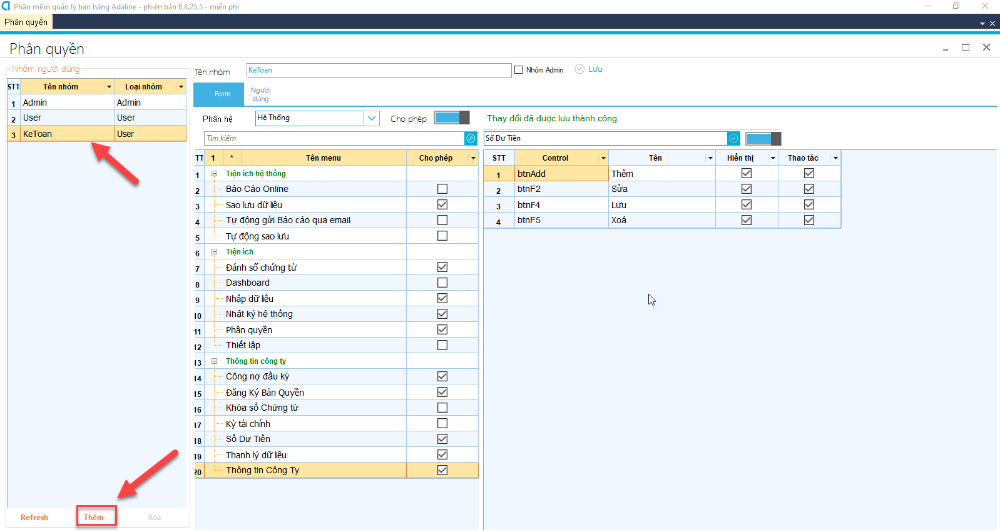 Phần mềm quản lý bán hàng Adaline - phiên bản 8.8.25.5 - miễn phí
Phân quyền
Phân quyền
Nhóm người dùng
STT Tên nhóm Loại nhóm
1 Admin Admin
2 User User
3 KeToan User
Refresh Thêm Xóa
Tên nhóm KeToan Nhóm Admin Lưu
Form Người
dùng
Phân hệ Hệ Thống Cho phép Thay đổi đã được lưu thành công.
Tìm kiếm
TT 1 * Tên menu Cho phép
1 Tiện ích hệ thống
2 Báo Cáo Online
3 Sao lưu dữ liệu
4 Tự động gửi Báo cáo qua email
5 Tự động sao lưu
6 Tiện ích
7 Đánh số chứng từ
8 Dashboard
9 Nhập dữ liệu
10 Nhật ký hệ thống
11 Phân quyền
12 Thiết lập
13 Thông tin công ty
14 Công nợ đầu kỳ
15 Đăng Ký Bản Quyền
16 Khóa sổ Chứng từ
17 Kỳ tài chính
18 Số Dư Tiền
19 Thanh lý dữ liệu
20 Thông tin Công Ty
Số Dư Tiền
STT Control Tên Hiển thị Thao tác
1 btnAdd Thêm
2 btnF2 Sửa
3 btnF4 Lưu
4 btnF5 Xoá